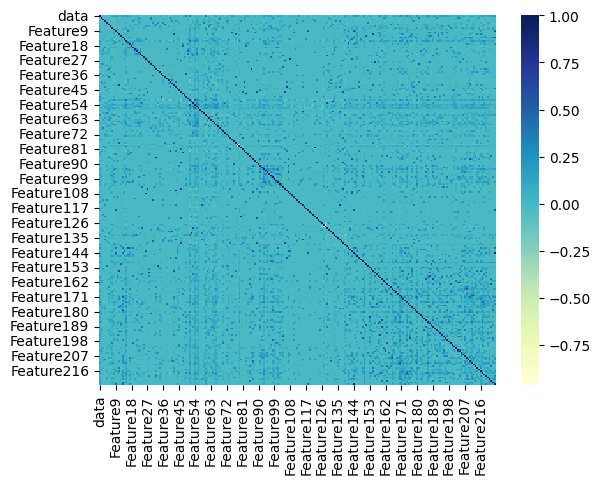 data
Feature9
Feature18
Feature27
Feature36
Feature45
Feature54
Feature63
Feature72
Feature81
Feature90
Feature99
Feature108
Feature117
Feature126
Feature135
Feature144
Feature153
Feature162
Feature171
Feature180
Feature189
Feature198
Feature207
Feature216
data
Feature9
Feature18
Feature27
Feature36
Feature45
Feature54
Feature63
Feature72
Feature81
Feature90
Feature99
Feature108
Feature117
Feature126
Feature135
Feature144
Feature153
Feature162
Feature171
Feature180
Feature189
Feature198
Feature207
Feature216
1.00
0.75
0.50
0.25
0.00
−0.25
−0.50
−0.75